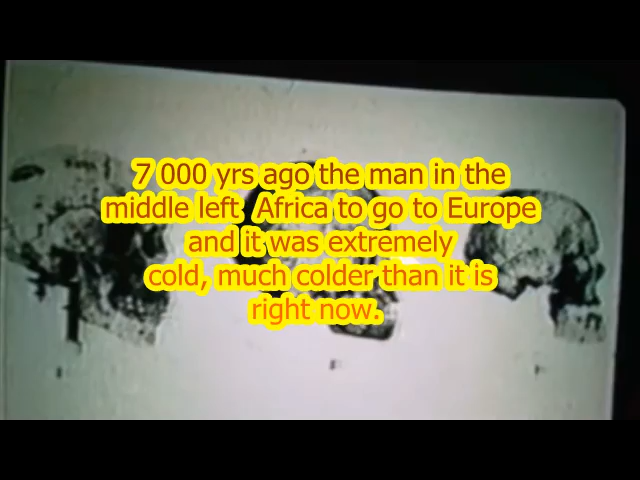 7 000 yrs ago the man in the
middle left Africa to go to Europe
and it was extremely
cold, much colder than it is
right now.